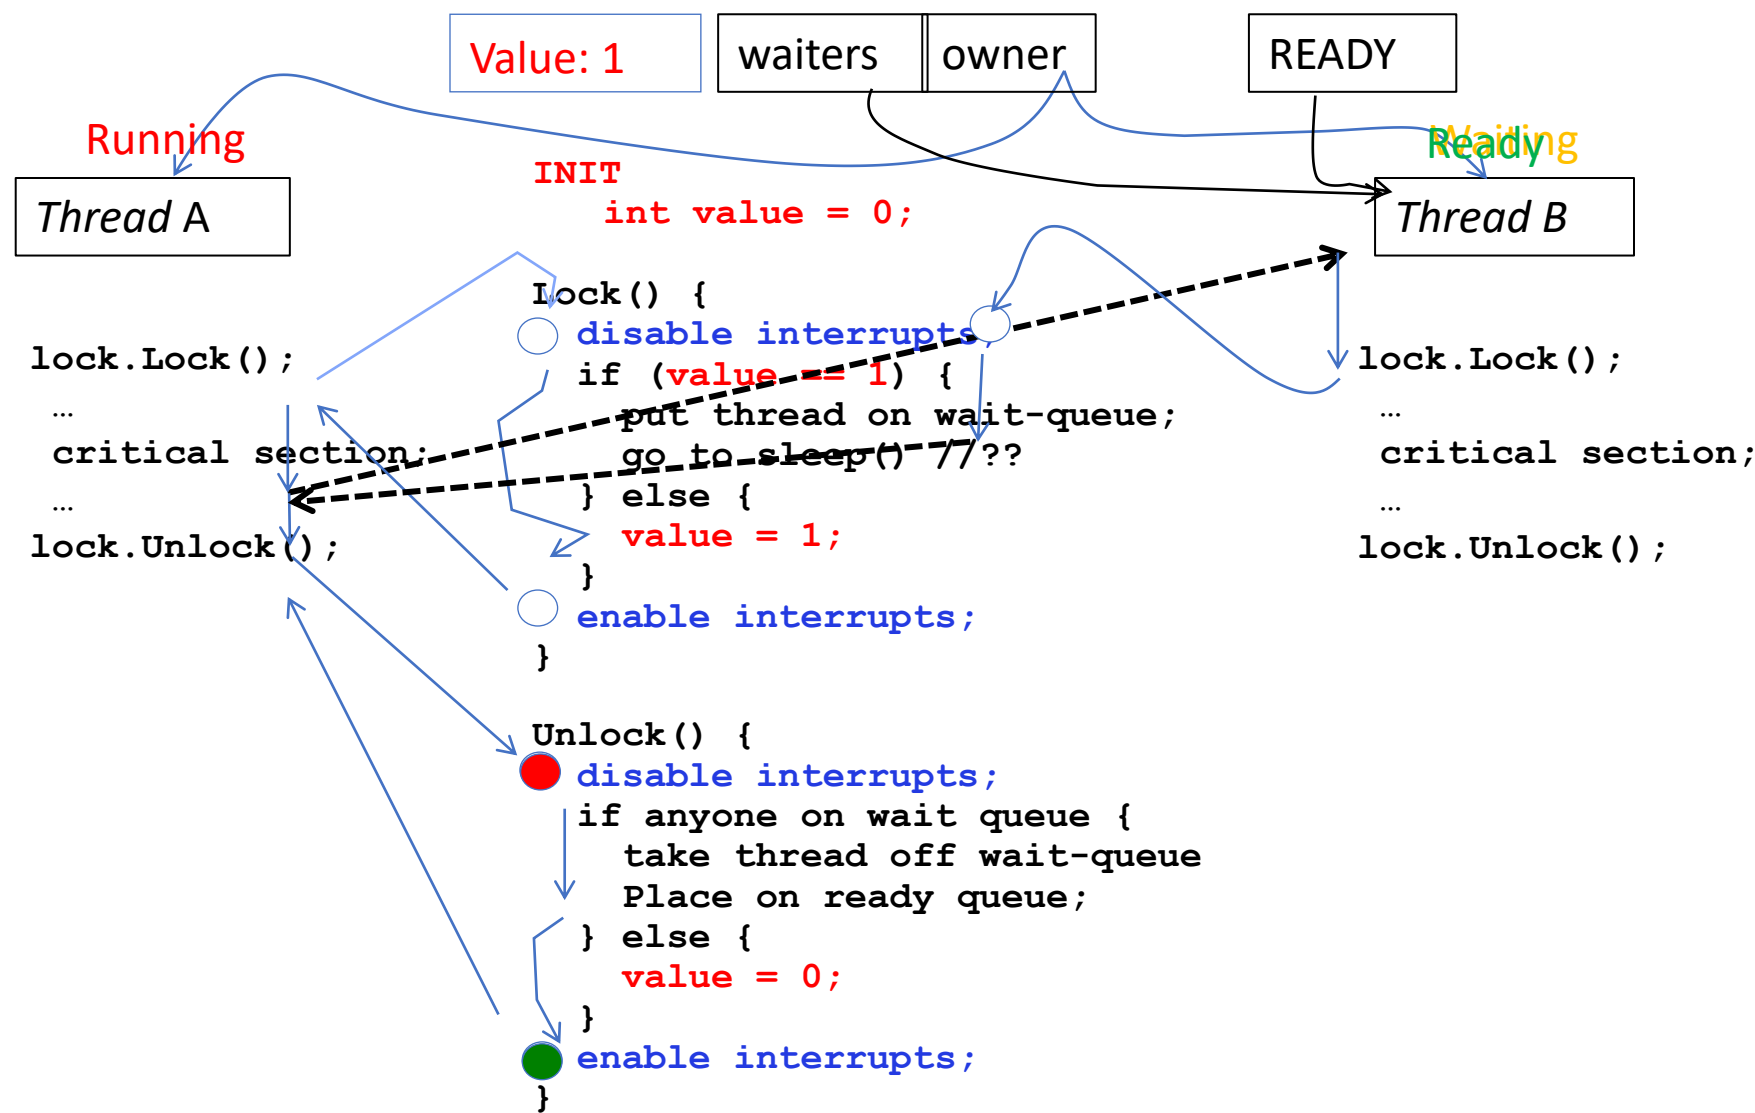 Value: 1
waiters
owner
READY
Running
Waiting
Ready
Thread A
Thread B
INIT
int value = 0;
Lock() {
disable interrupts;
if (value == 1) {
put thread on wait-queue;
go to sleep() //??
} else {
value = 1;
}
enable interrupts;
}
lock.Lock();
…
critical section;
…
lock.Unlock();
lock.Lock();
…
critical section;
…
lock.Unlock();
Unlock() {
disable interrupts;
if anyone on wait queue {
take thread off wait-queue
Place on ready queue;
} else {
value = 0;
}
enable interrupts;
}